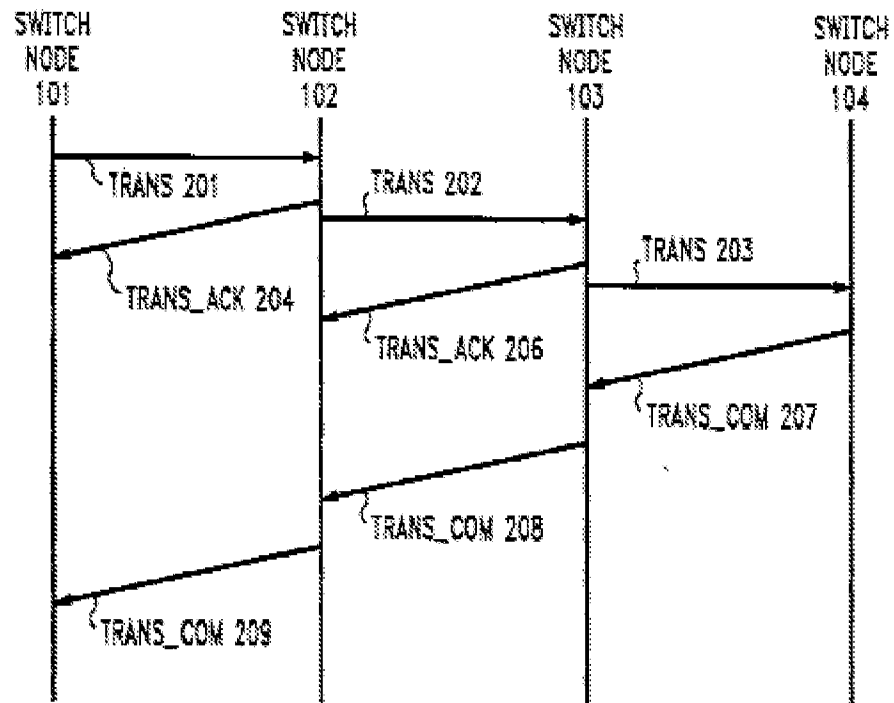 SWITCH
NODE
101
SWITCH
NODE
102
SWITCH
NODE
103
SWITCH
NODE
104
TRANS 201
TRANS 202
TRANS 203
TRANS_ACK 204
TRANS_ACK 206
TRANS_COM 207
TRANS_COM 208
TRANS_COM 209